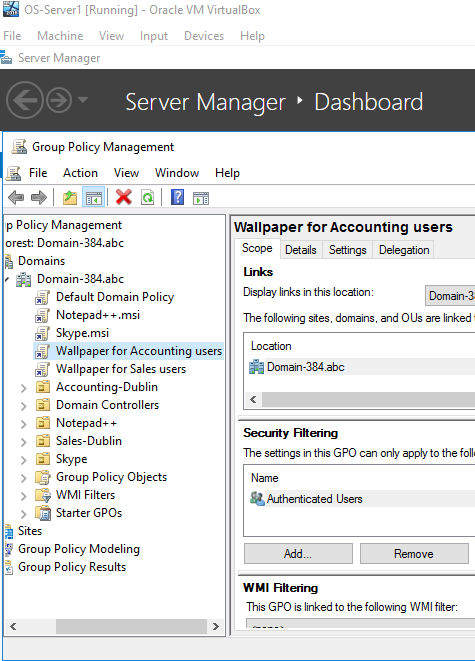 OS-Server1 [Running] - Oracle VM VirtualBox
File Machine View Input Devices Help
Server Manager
Server Manager • Dashboard
Group Policy Management
File Action View Window Help
p Policy Management
orest: Domain-384.abc
Domains
Domain-384.abc
Default Domain Policy
Notepad++.msi
Skype.msi
Wallpaper for Accounting users
Wallpaper for Sales users
Accounting-Dublin
Domain Controllers
Notepad++
Sales-Dublin
Skype
Group Policy Objects
WMI Filters
Starter GPOs
Sites
Group Policy Modeling
Group Policy Results
Wallpaper for Accounting users
Scope Details Settings Delegation
Links
Display links in this location: Domain-3
The following sites, domains, and OUs are linked
Location
Domain-384.abc
Security Filtering
The settings in this GPO can only apply to the foll
Name
Authenticated Users
Add... Remove
WMI Filtering
This GPO is linked to the following WMI filter: